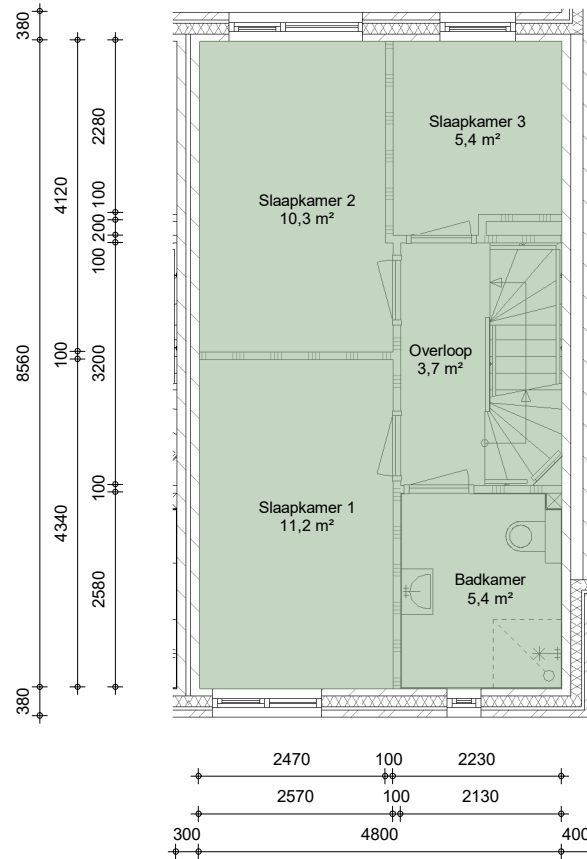 380
8560
380
4120
100
4340
2280
100
200
100
3200
100
2580
Slaapkamer 3
5,4 m²
Slaapkamer 2
10,3 m²
Overloop
3,7 m²
Slaapkamer 1
11,2 m²
Badkamer
5,4 m²
2470 100 2230
2570 100 2130
300 4800 400